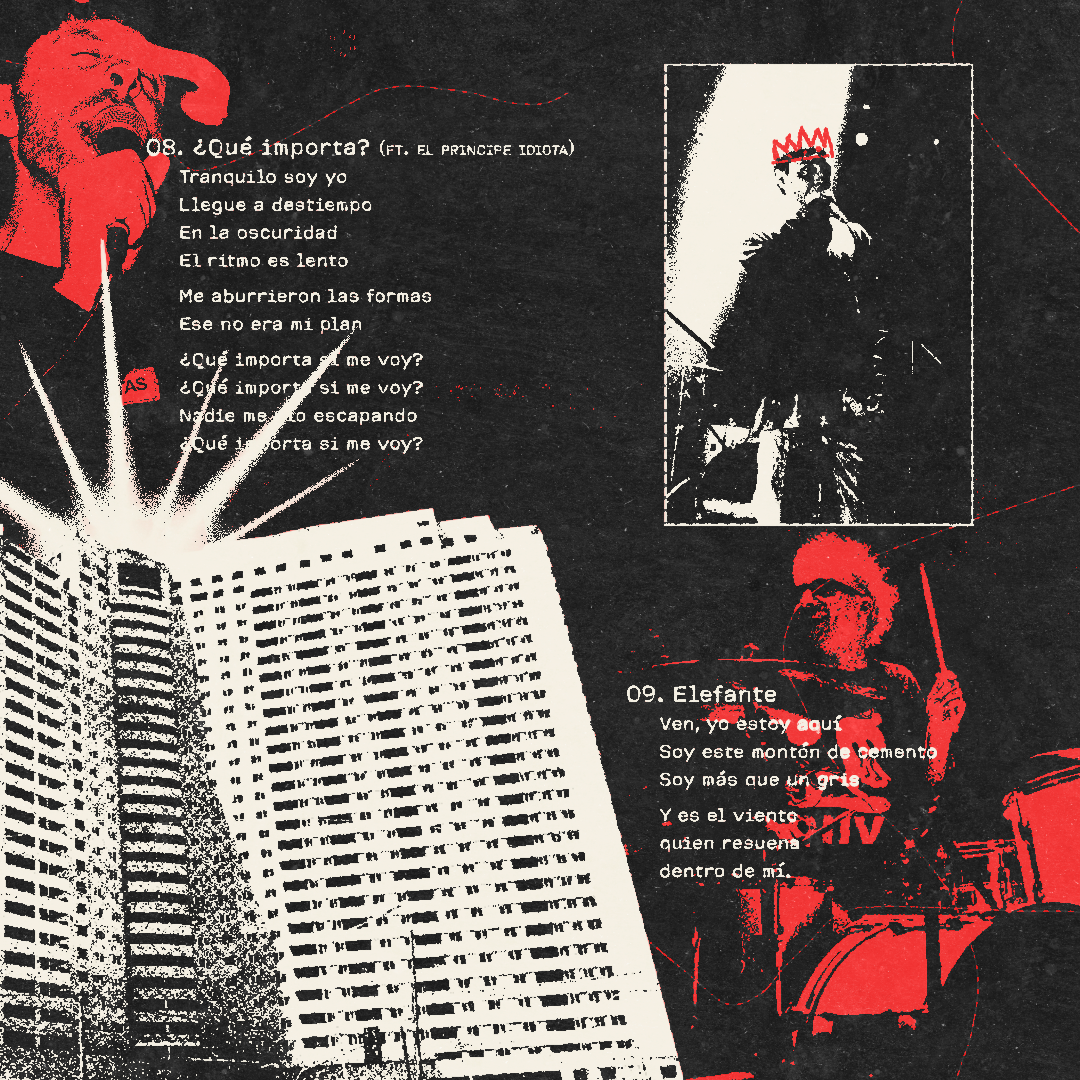 08. ¿Qué importa? (FT. EL PRINCIPE IDIOTA)
Tranquilo soy yo
Llegue a destiempo
En la oscuridad
El ritmo es lento
Me aburrieron las formas
Ese no era mi plan
¿Qué importa si me voy?
¿Qué importa si me voy?
Nadie me vio escapando
¿Qué importa si me voy?
AS
09. Elefante
Ven, yo estoy aquí
Soy este montón de cemento
Soy más que un gris
Y es el viento
quien resuena
dentro de mí.